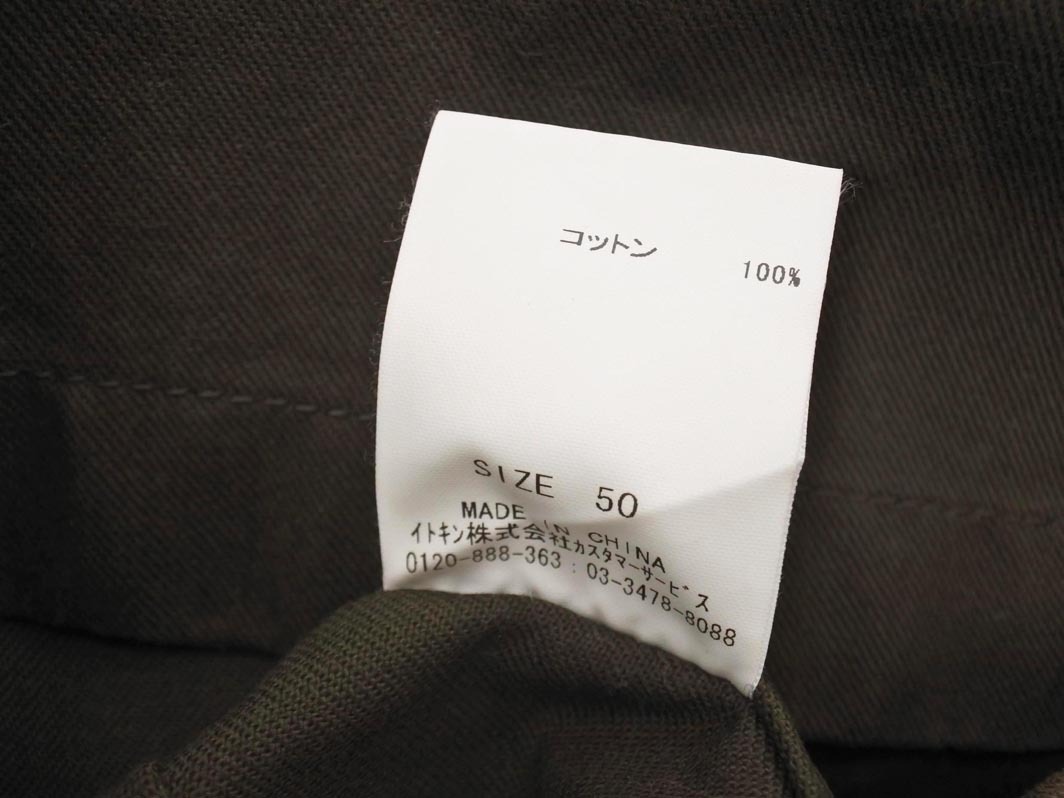 コットン 100%
SIZE 50
MADE IN CHINA
イトキン株式会社カスタマーサービス
0120-888-363 : 03-3478-8088